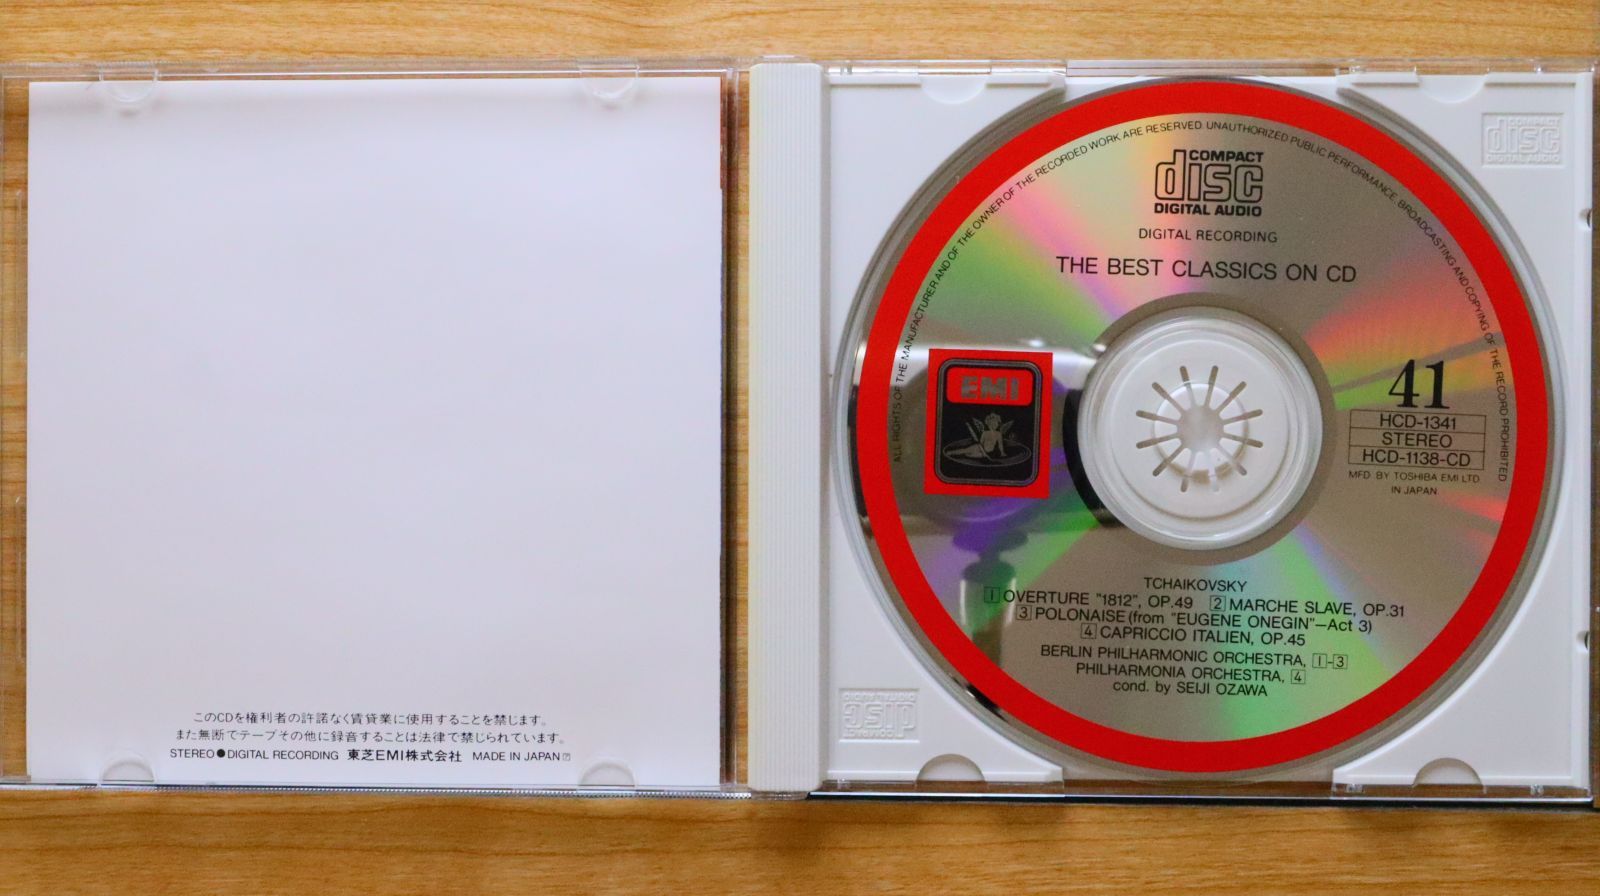 このCDを権利者の許諾なく賃貸業に使用することを禁じます。
また無断でテープその他に録音することは法律で禁じられています。
STEREO●DIGITAL RECORDING 東芝EMI株式会社 MADE IN JAPAN
ALL RIGHTS OF THE MANUFACTURER AND OF THE OWNER OF THE RECORDED WORK ARE RESERVED. UNAUTHORIZED PUBLIC PERFORMANCE, BROADCASTING AND COPYING OF THE RECORD PROHIBITED
COMPACT
disc
DIGITAL AUDIO
DIGITAL RECORDING
THE BEST CLASSICS ON CD
EMI
41
HCD-1341
STEREO
HCD-1138-CD
MFD. BY TOSHIBA EMI LTD.
IN JAPAN
TCHAIKOVSKY
1 OVERTURE "1812", OP.49 2 MARCHE SLAVE, OP.31
3 POLONAISE (from "EUGENE ONEGIN"—Act 3)
4 CAPRICCIO ITALIEN, OP.45
BERLIN PHILHARMONIC ORCHESTRA, 1-3
PHILHARMONIA ORCHESTRA, 4
cond. by SEIJI OZAWA
COMPACT
disc
DIGITAL AUDIO
COMPACT
disc
DIGITAL AUDIO